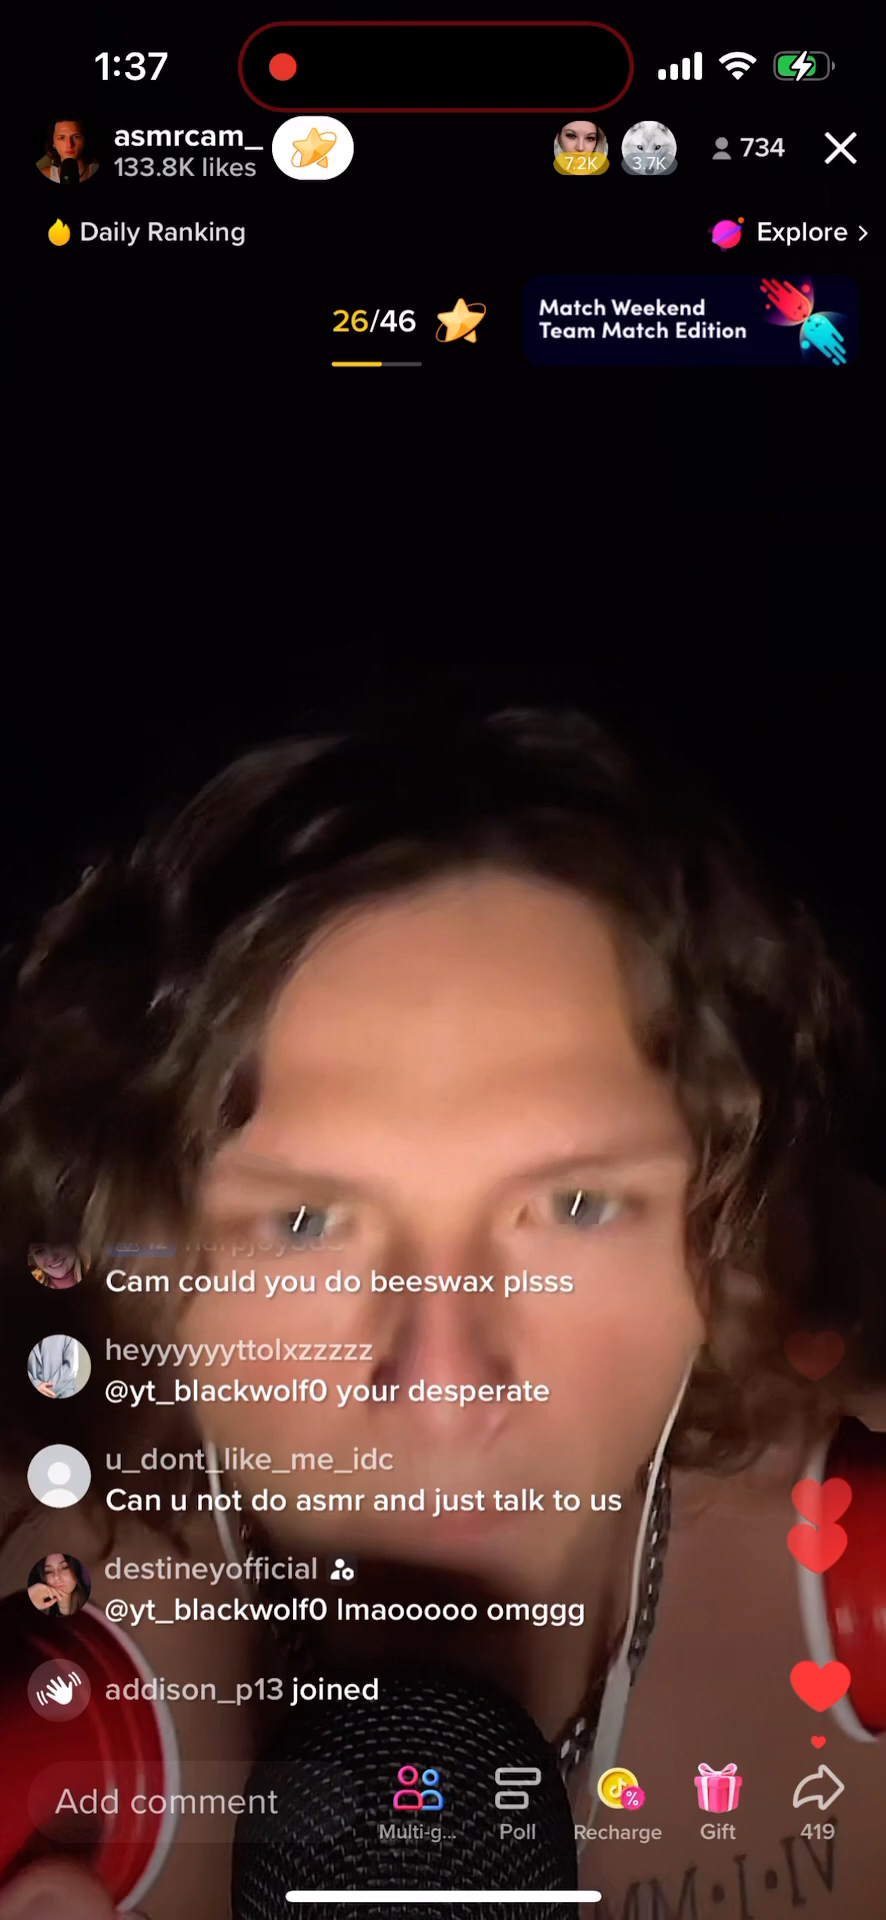 1:37
asmrcam_
133.8K likes
7.2K
3.7K
734
Daily Ranking
Explore >
26/46
Match Weekend
Team Match Edition
Cam could you do beeswax plsss
heyyyyyyttolxzzzzz
@yt_blackwolf0 your desperate
u_dont_like_me_idc
Can u not do asmr and just talk to us
destineyofficial
@yt_blackwolf0 lmaooooo omggg
addison_p13 joined
Add comment
Multi-g...
Poll
Recharge
Gift
419
MM·I·IV